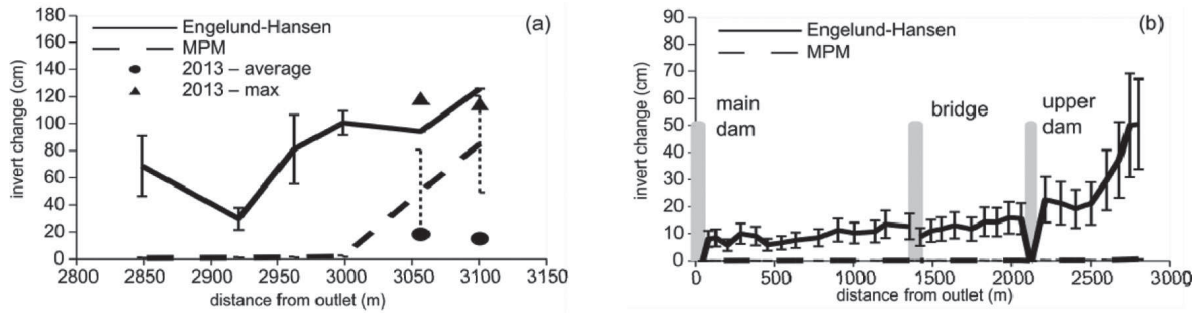 (a)
Engelund-Hansen
MPM
2013 – average
2013 – max
invert change (cm)
180
160
140
120
100
80
60
40
20
0
2800
2850
2900
2950
3000
3050
3100
3150
distance from outlet (m)
(b)
Engelund-Hansen
MPM
main
dam
bridge
upper
dam
invert change (cm)
90
80
70
60
50
40
30
20
10
0
0
500
1000
1500
2000
2500
3000
distance from outlet (m)